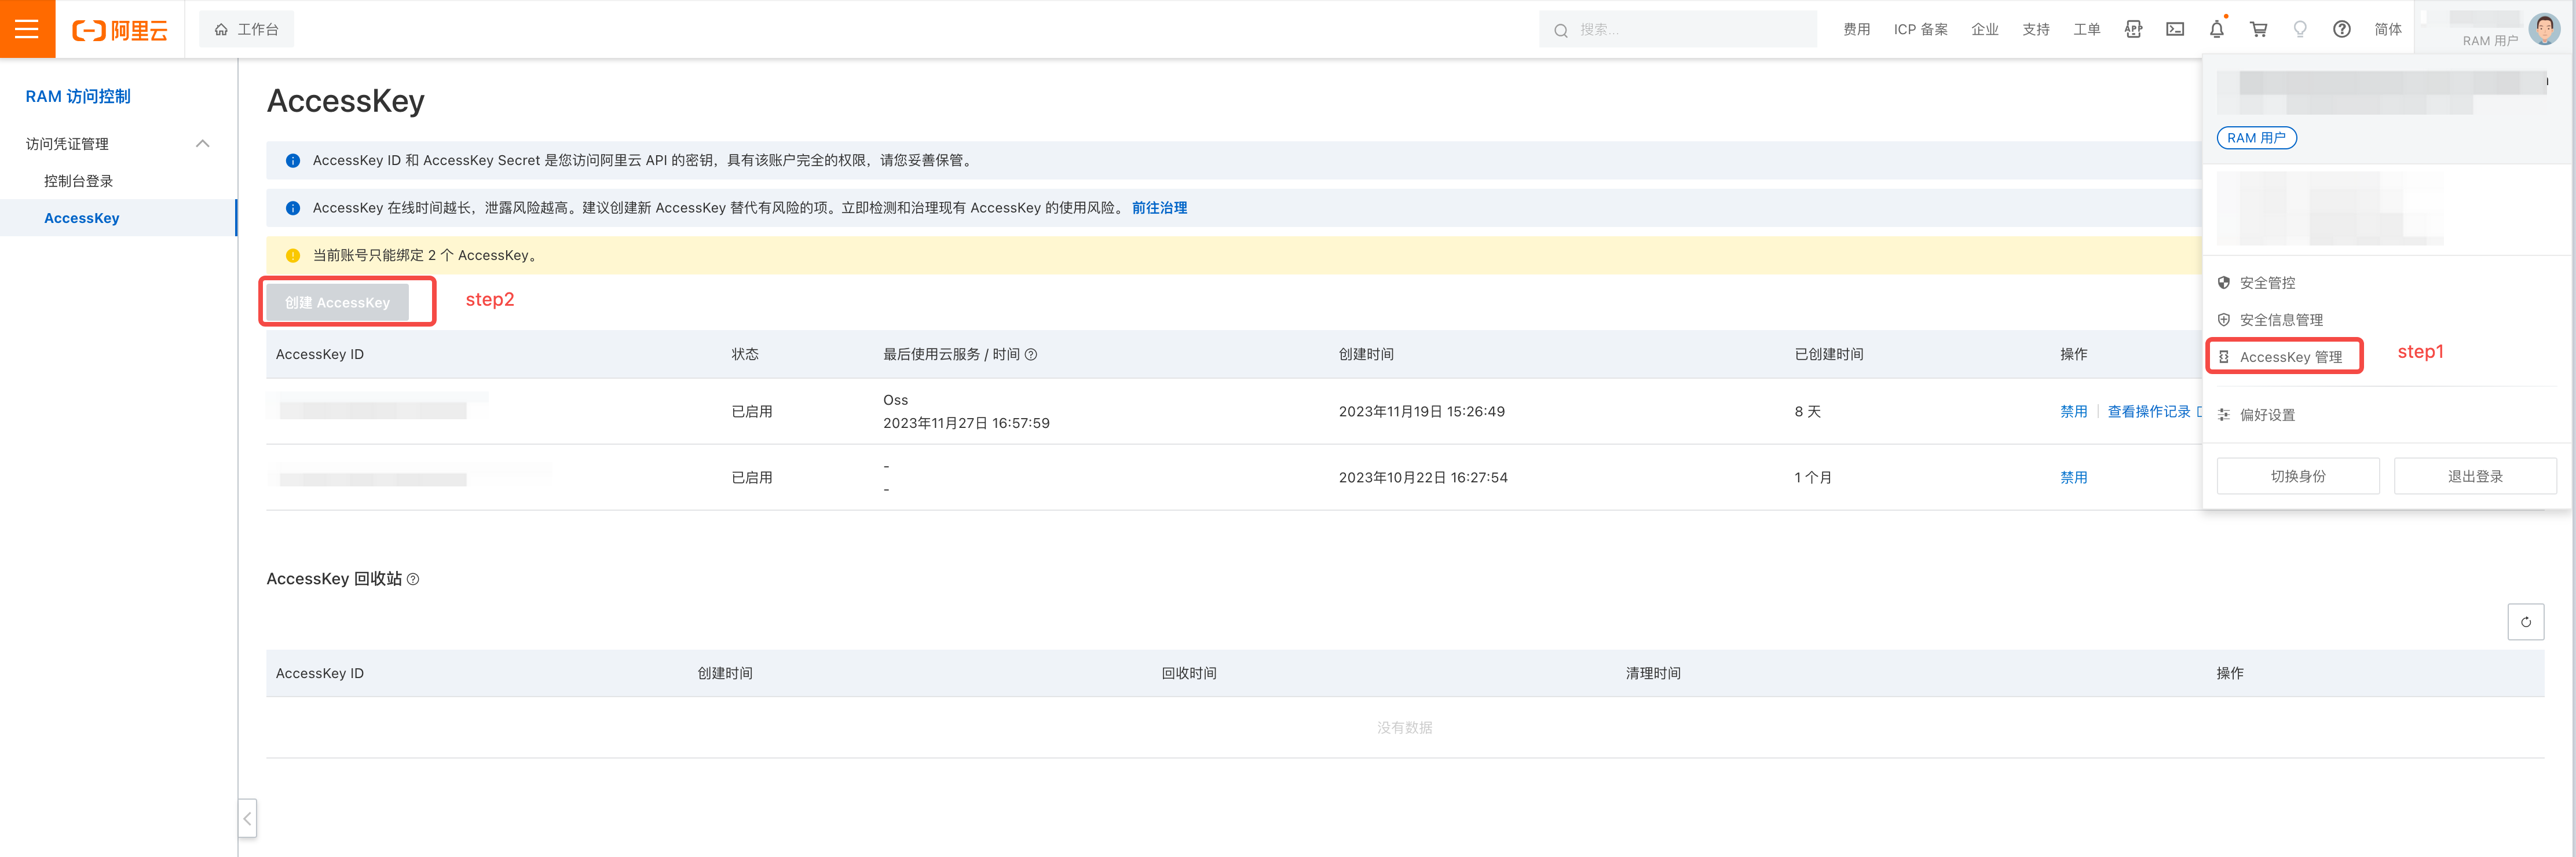 阿里云
工作台
搜索...
费用
ICP 备案
企业
支持
工单
APP
简体
RAM 用户
RAM 访问控制
访问凭证管理
控制台登录
AccessKey
AccessKey
AccessKey ID 和 AccessKey Secret 是您访问阿里云 API 的密钥，具有该账户完全的权限，请您妥善保管。
AccessKey 在线时间越长，泄露风险越高。建议创建新 AccessKey 替代有风险的项。立即检测和治理现有 AccessKey 的使用风险。 前往治理
当前账号只能绑定 2 个 AccessKey。
创建 AccessKey
step2
AccessKey ID
状态
最后使用云服务 / 时间
创建时间
已创建时间
操作
已启用
Oss
2023年11月27日 16:57:59
2023年11月19日 15:26:49
8 天
禁用
查看操作记录
已启用
-
-
2023年10月22日 16:27:54
1 个月
禁用
RAM 用户
安全管控
安全信息管理
AccessKey 管理
step1
偏好设置
切换身份
退出登录
AccessKey 回收站
AccessKey ID
创建时间
回收时间
清理时间
操作
没有数据